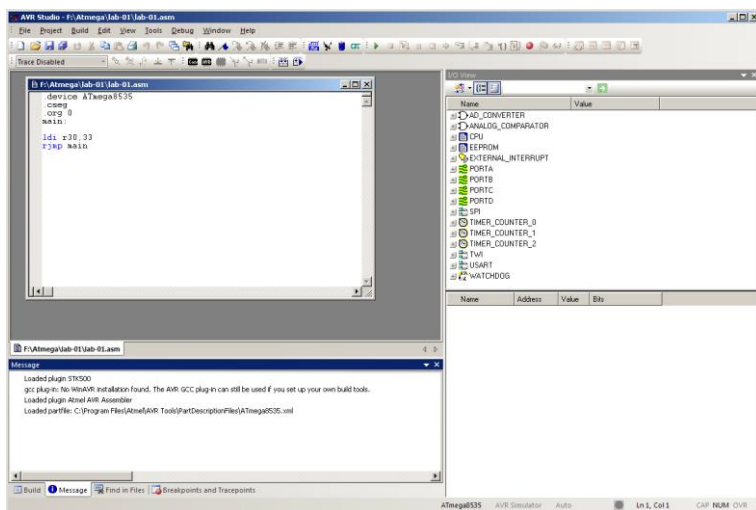 AVR Studio - F:\Atmega\lab-01\lab-01.asm
File Project Build Edit View Tools Debug Window Help
Trace Disabled
F:\Atmega\lab-01\lab-01.asm
.device ATmega8535
.cseg
.org 0
main:
ldi r30,33
rjmp main
F:\Atmega\lab-01\lab-01.asm
I/O View
Name Value
AD_CONVERTER
ANALOG_COMPARATOR
CPU
EEPROM
EXTERNAL_INTERRUPT
PORTA
PORTB
PORTC
PORTD
SPI
TIMER_COUNTER_0
TIMER_COUNTER_1
TIMER_COUNTER_2
TWI
USART
WATCHDOG
Name Address Value Bits
Message
Loaded plugin STK500
gcc plug-in: No WinAVR installation found. The AVR GCC plug-in can still be used if you set up your own build tools.
Loaded plugin Atmel AVR Assembler
Loaded partfile: C:\Program Files\Atmel\AVR Tools\PartDescriptionFiles\ATmega8535.xml
Build Message Find in Files Breakpoints and Tracepoints
ATmega8535 AVR Simulator Auto Ln 1, Col 1 CAP NUM OVR